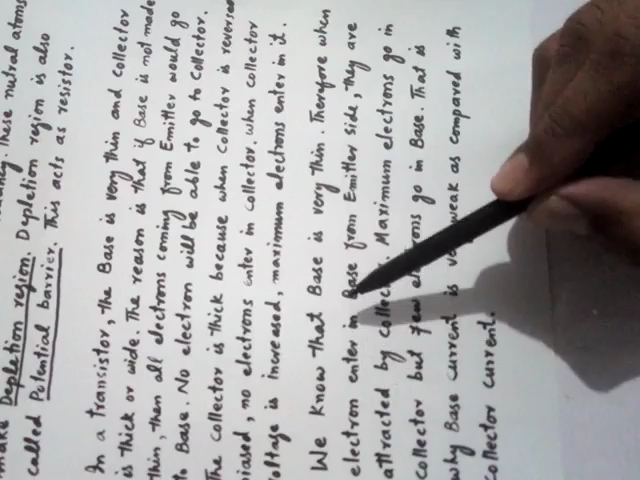 These nutral atoms
make Depletion region. Depletion region is also
called Potential barrier. This acts as resistor.
In a transistor, the Base is very thin and collector
is thick or wide. The reason is that if Base is not made
thin, then all electrons coming from Emitter would go
to Base. No electron will be able to go to collector.
The collector is thick because when collector is reversed
biased, no electrons enter in collector. when collector
voltage is increased, maximum electrons enter in it.
We know that Base is very thin. Therefore when
electron enter in Base from Emitter side, they are
attracted by collector. Maximum electrons go in
collector but few electrons go in Base. That is
why Base current is very weak as compared with
collector current.